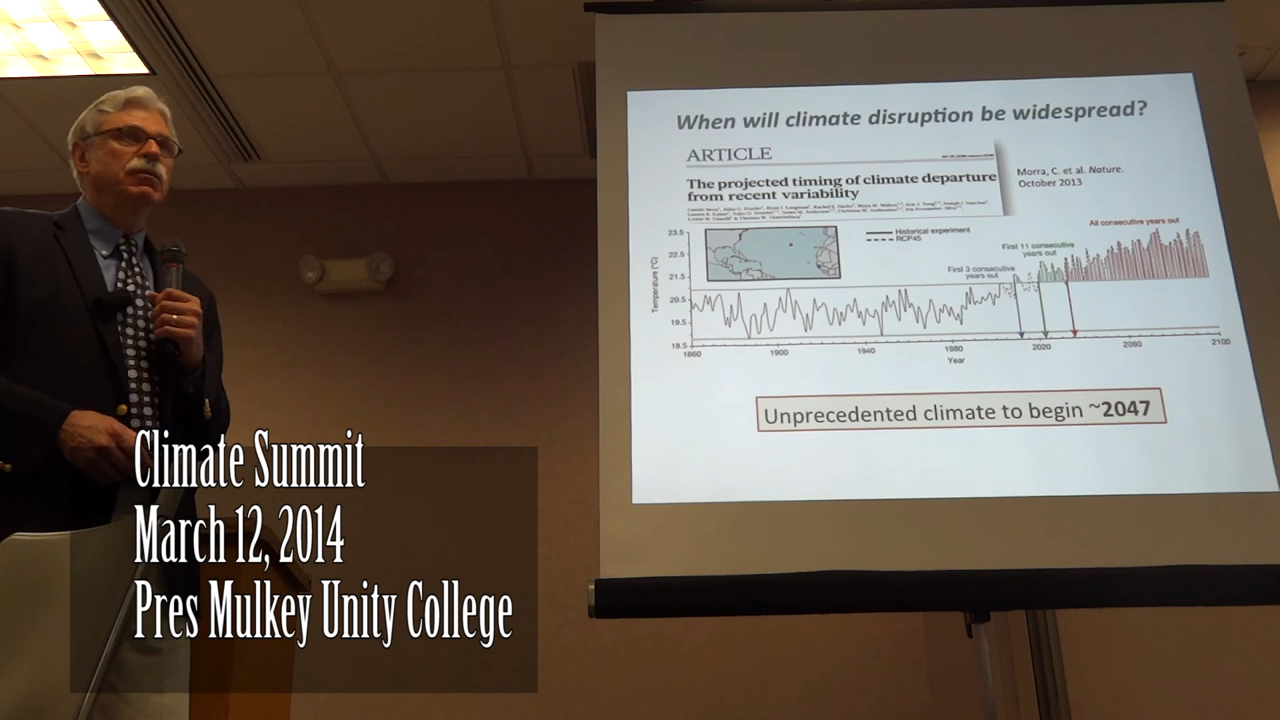 When will climate disruption be widespread?
ARTICLE
The projected timing of climate departure
from recent variability
Morra, C. et al. Nature.
October 2013
Historical experiment
RCP45
All consecutive years out
First 11 consecutive
years out
First 3 consecutive
years out
Temperature (°C)
23.5
22.5
21.5
20.5
19.5
18.5
1860 1900 1940 1980 2020 2060 2100
Year
Unprecedented climate to begin ~2047
Climate Summit
March 12, 2014
Pres Mulkey Unity College